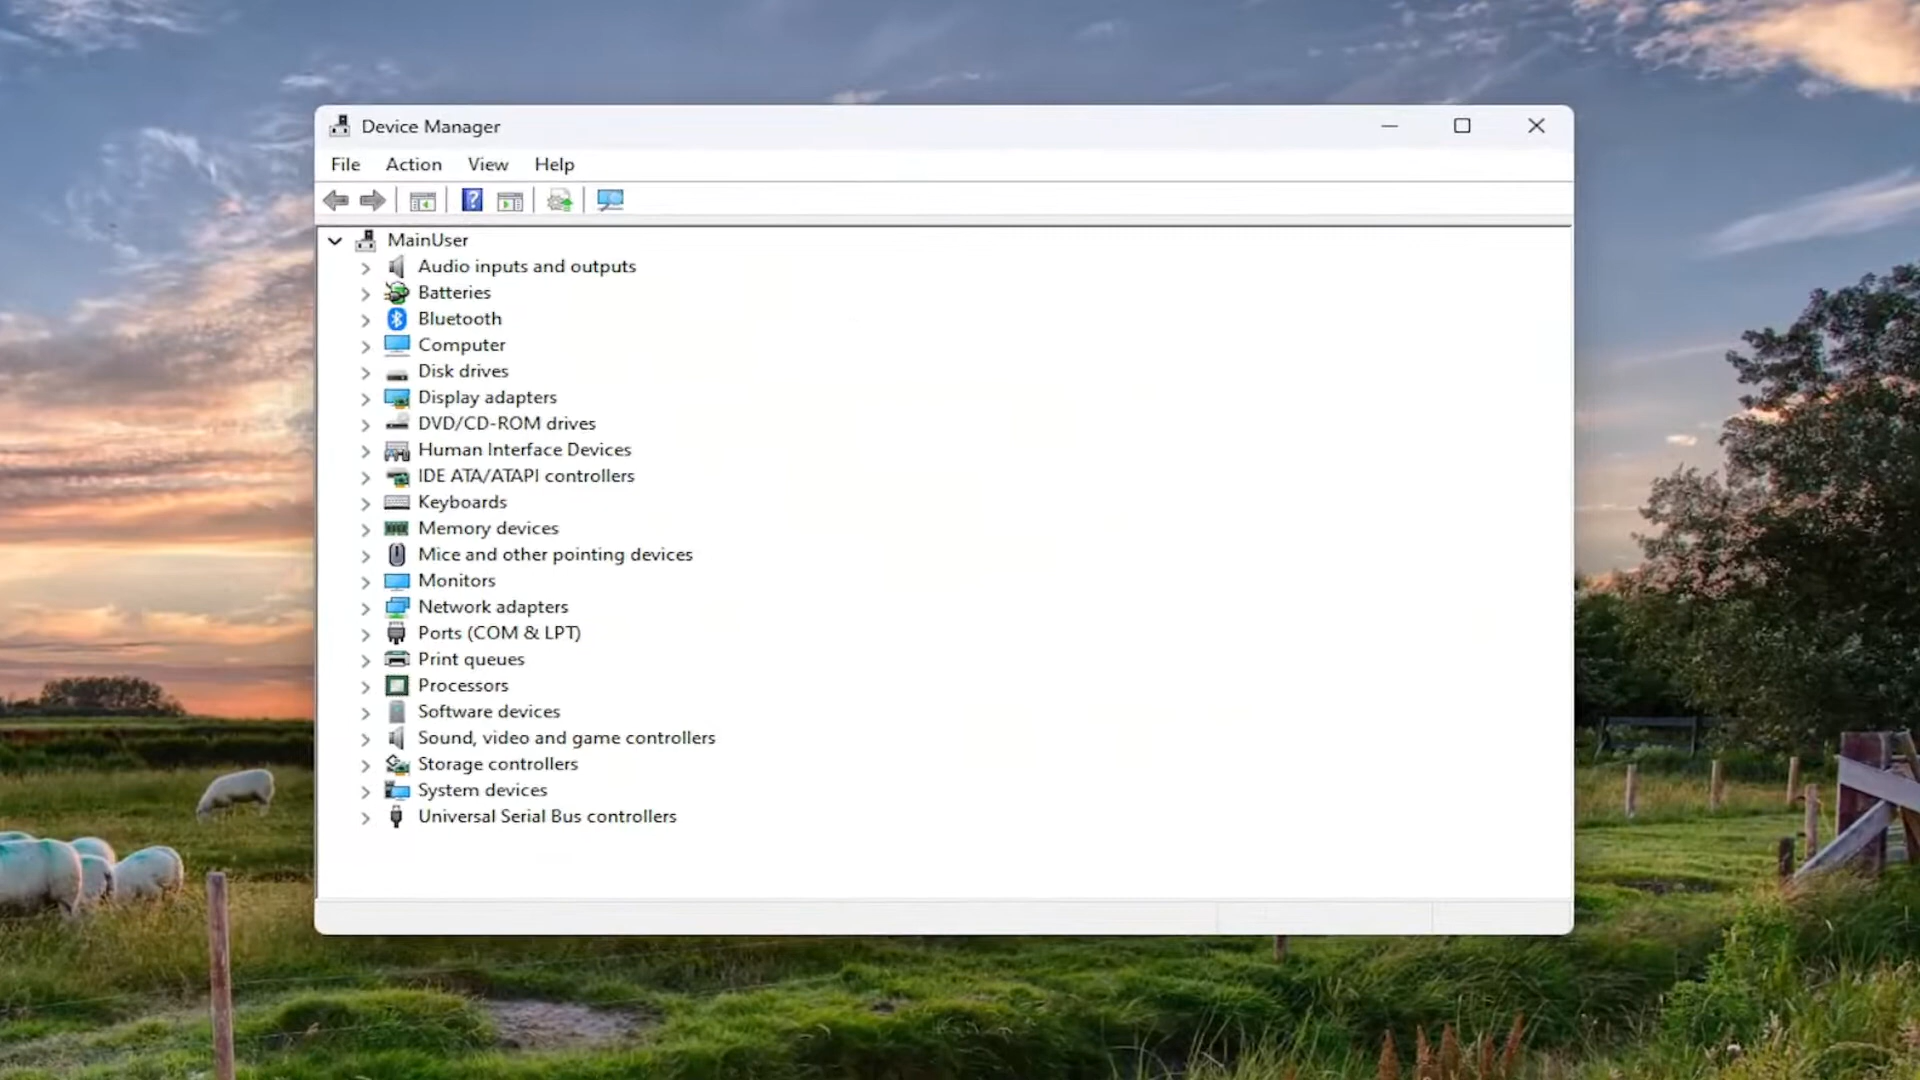 Device Manager
File Action View Help
?
MainUser
Audio inputs and outputs
Batteries
Bluetooth
Computer
Disk drives
Display adapters
DVD/CD-ROM drives
Human Interface Devices
IDE ATA/ATAPI controllers
Keyboards
Memory devices
Mice and other pointing devices
Monitors
Network adapters
Ports (COM & LPT)
Print queues
Processors
Software devices
Sound, video and game controllers
Storage controllers
System devices
Universal Serial Bus controllers